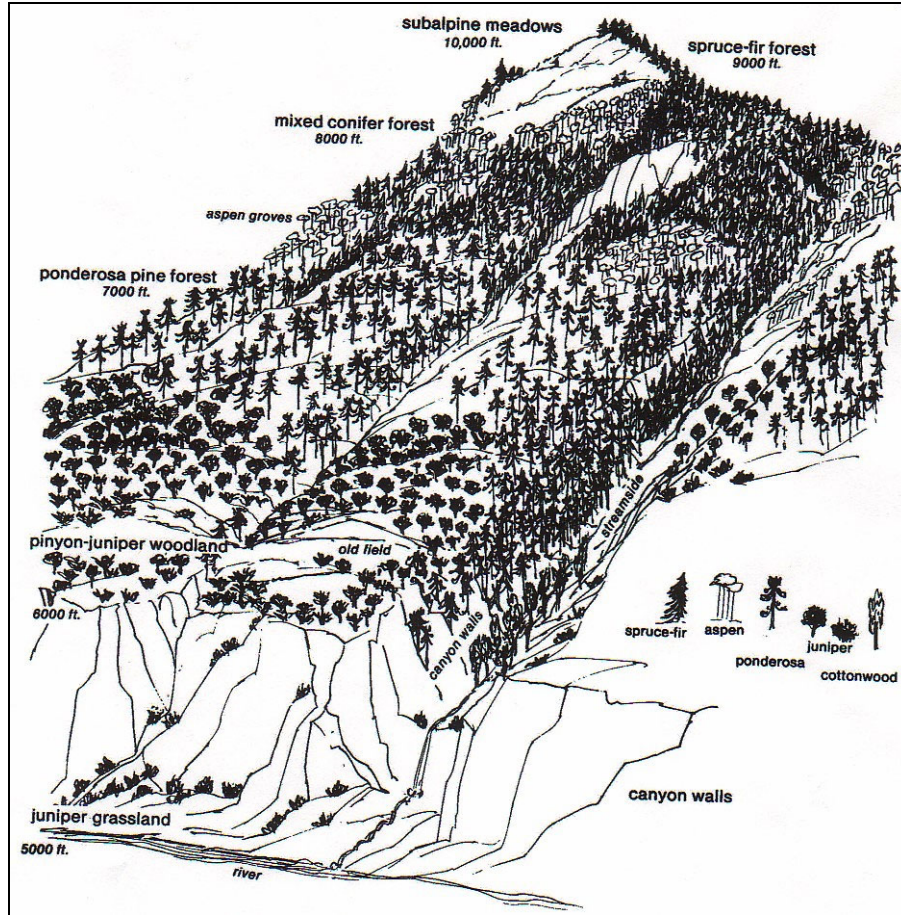 subalpine meadows
10,000 ft.
spruce-fir forest
9000 ft.
mixed conifer forest
8000 ft.
aspen groves
ponderosa pine forest
7000 ft.
streamside
pinyon-juniper woodland
old field
6000 ft.
canyon walls
spruce-fir
aspen
ponderosa
juniper
cottonwood
canyon walls
juniper grassland
5000 ft.
river